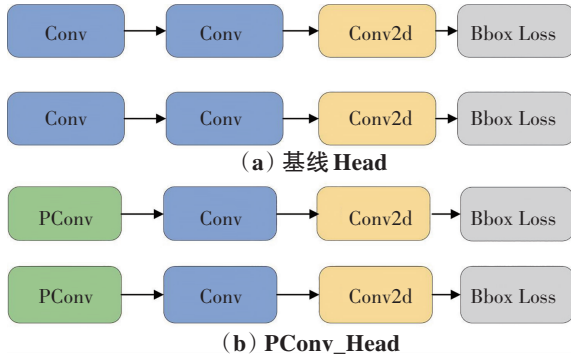 Conv Conv Conv2d Bbox Loss
Conv Conv Conv2d Bbox Loss
(a)基线 Head
PConv Conv Conv2d Bbox Loss
PConv Conv Conv2d Bbox Loss
(b) PConv_Head